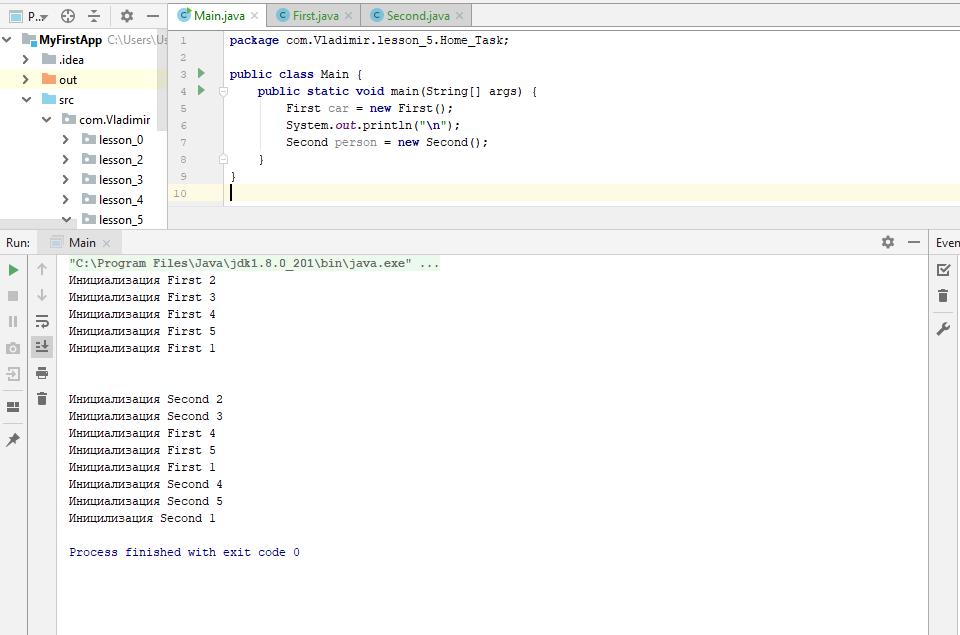 P...
Main.java
First.java
Second.java
MyFirstApp C:\Users\Us
.idea
out
src
com.Vladimir
lesson_0
lesson_2
lesson_3
lesson_4
lesson_5
1 package com.Vladimir.lesson_5.Home_Task;
2
3 public class Main {
4 public static void main(String[] args) {
5 First car = new First();
6 System.out.println("\n");
7 Second person = new Second();
8 }
9 }
10
Run: Main
Even
"C:\Program Files\Java\jdk1.8.0_201\bin\java.exe" ...
Инициализация First 2
Инициализация First 3
Инициализация First 4
Инициализация First 5
Инициализация First 1
Инициализация Second 2
Инициализация Second 3
Инициализация First 4
Инициализация First 5
Инициализация First 1
Инициализация Second 4
Инициализация Second 5
Иницилизация Second 1
Process finished with exit code 0